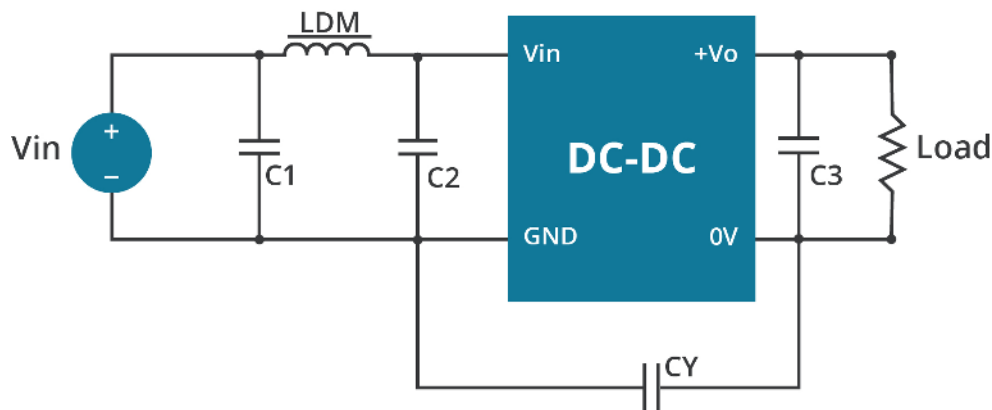 LDM
Vin
+
−
C1
C2
Vin
+Vo
DC-DC
GND
0V
C3
Load
CY